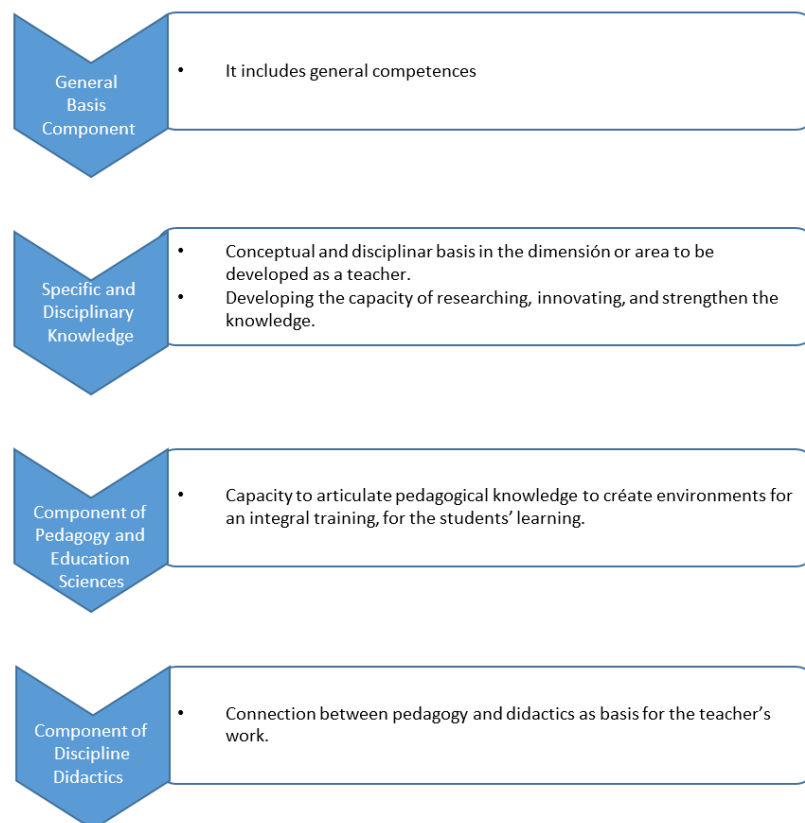 General
Basis
Component
• It includes general competences
Specific and
Disciplinary
Knowledge
• Conceptual and disciplinar basis in the dimensión or area to be
developed as a teacher.
• Developing the capacity of researching, innovating, and strengthen the
knowledge.
Component of
Pedagogy and
Education
Sciences
• Capacity to articulate pedagogical knowledge to créate environments for
an integral training, for the students’ learning.
Component of
Discipline
Didactics
• Connection between pedagogy and didactics as basis for the teacher’s
work.